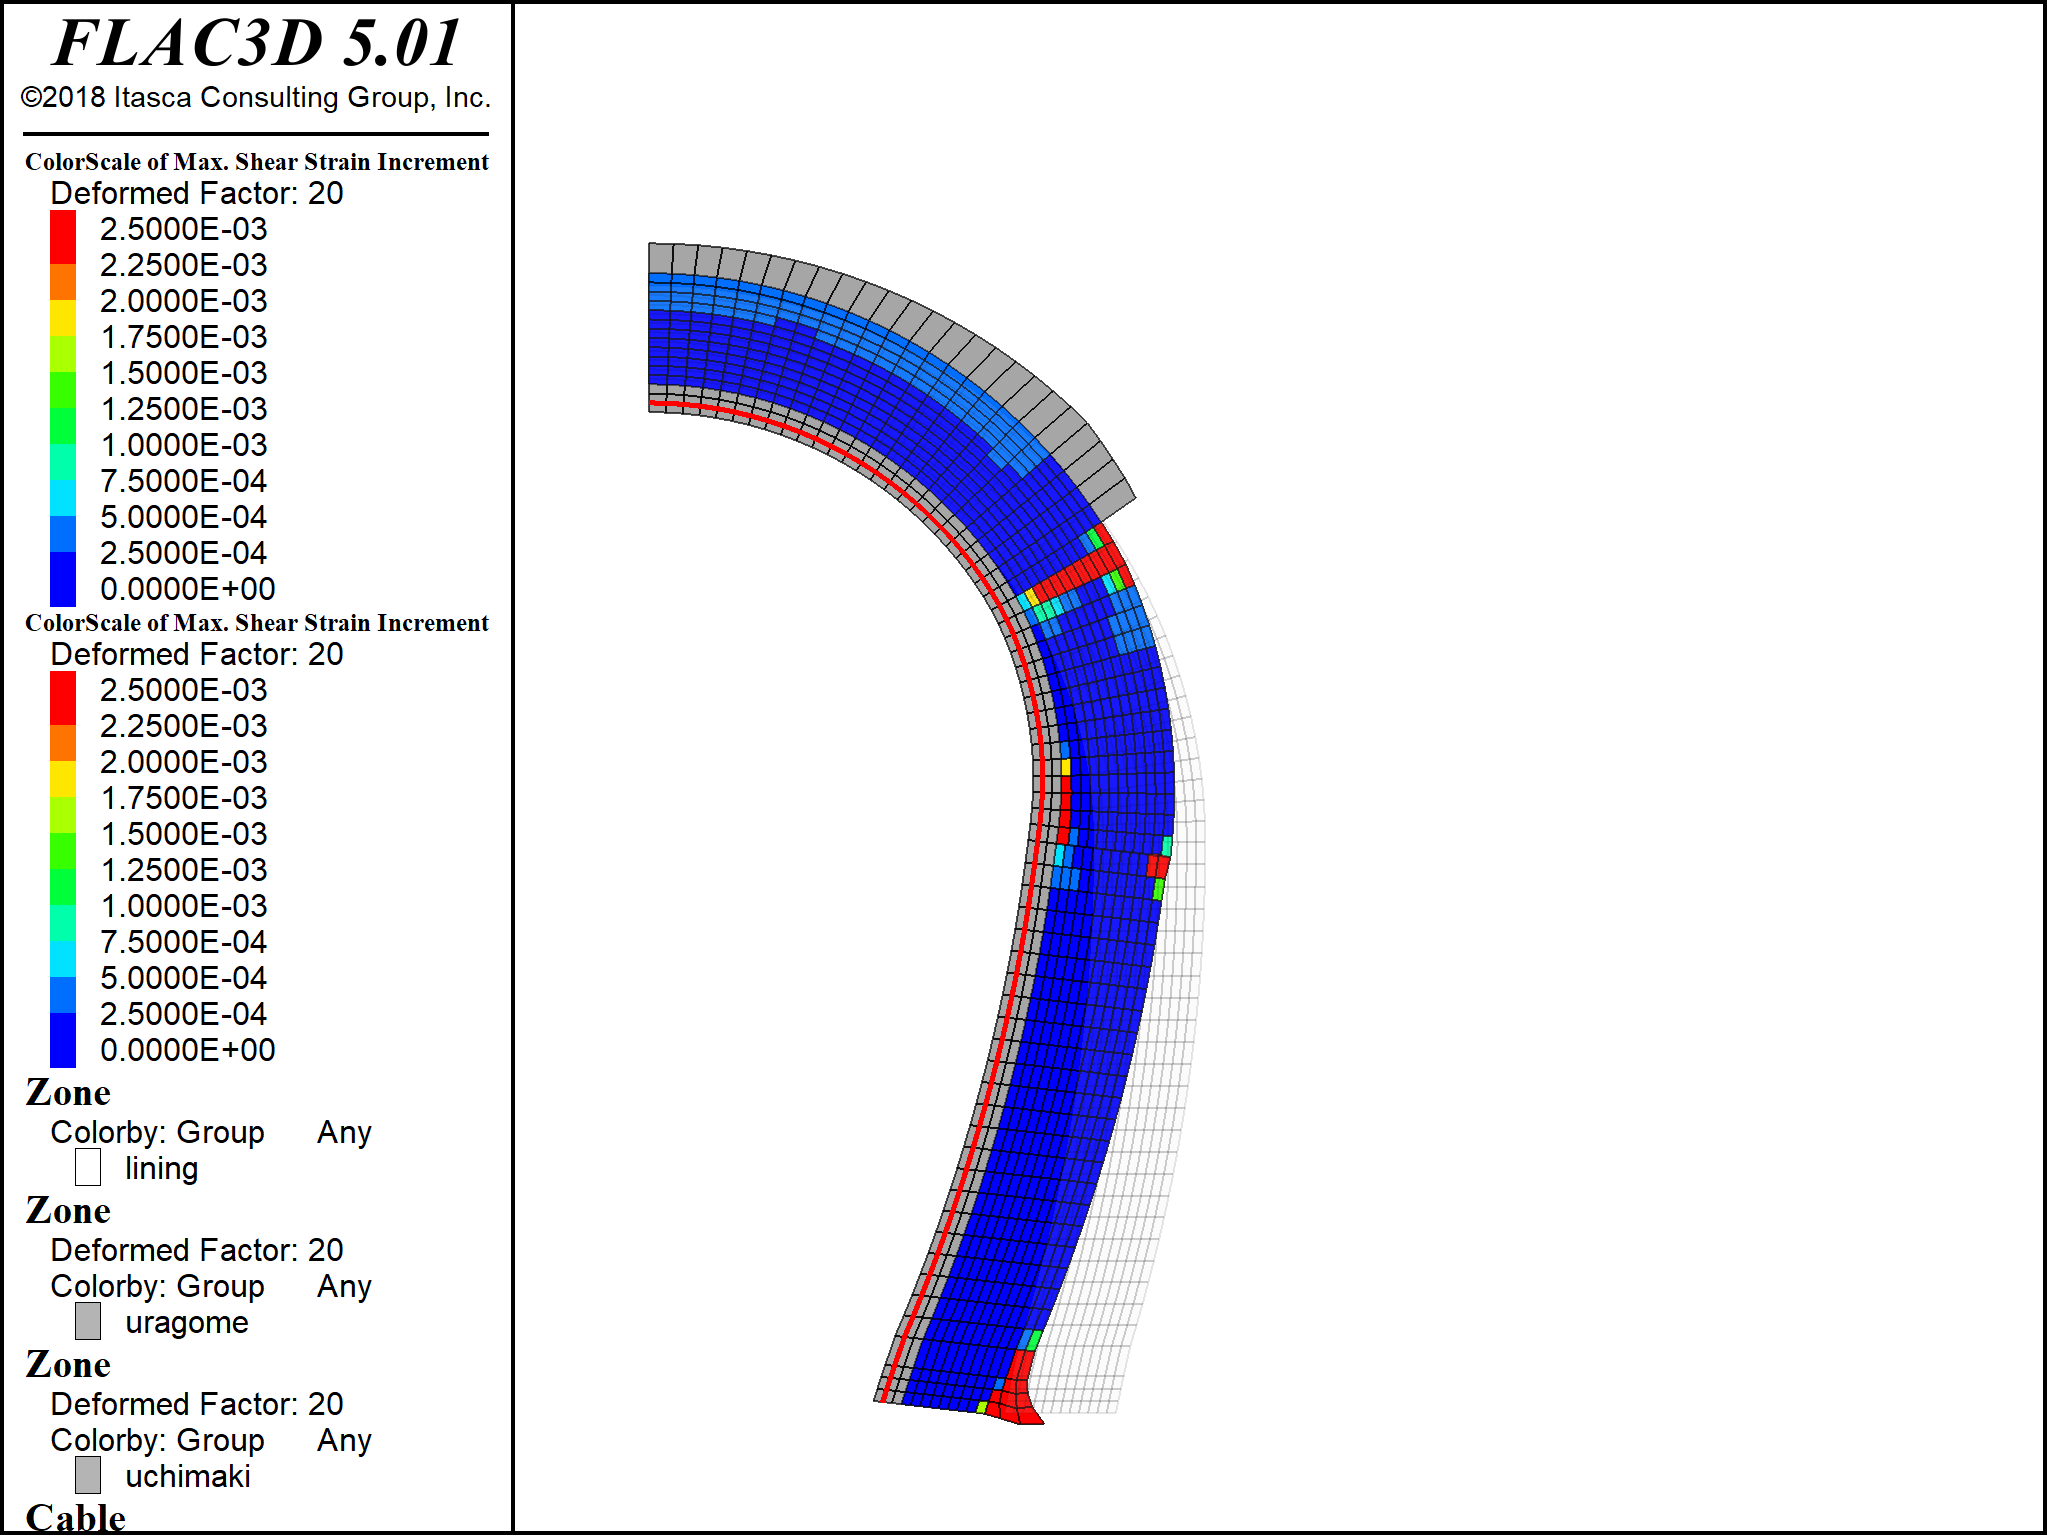 FLAC3D 5.01
©2018 Itasca Consulting Group, Inc.
ColorScale of Max. Shear Strain Increment
Deformed Factor: 20
2.5000E-03
2.2500E-03
2.0000E-03
1.7500E-03
1.5000E-03
1.2500E-03
1.0000E-03
7.5000E-04
5.0000E-04
2.5000E-04
0.0000E+00
ColorScale of Max. Shear Strain Increment
Deformed Factor: 20
2.5000E-03
2.2500E-03
2.0000E-03
1.7500E-03
1.5000E-03
1.2500E-03
1.0000E-03
7.5000E-04
5.0000E-04
2.5000E-04
0.0000E+00
Zone
Colorby: Group Any
lining
Zone
Deformed Factor: 20
Colorby: Group Any
uragome
Zone
Deformed Factor: 20
Colorby: Group Any
uchimaki
Cable